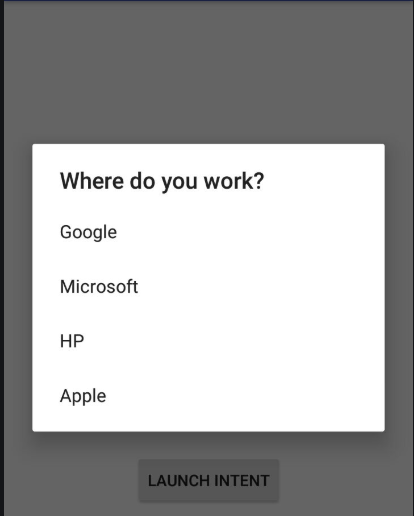 Where do you work?
Google
Microsoft
HP
Apple
LAUNCH INTENT